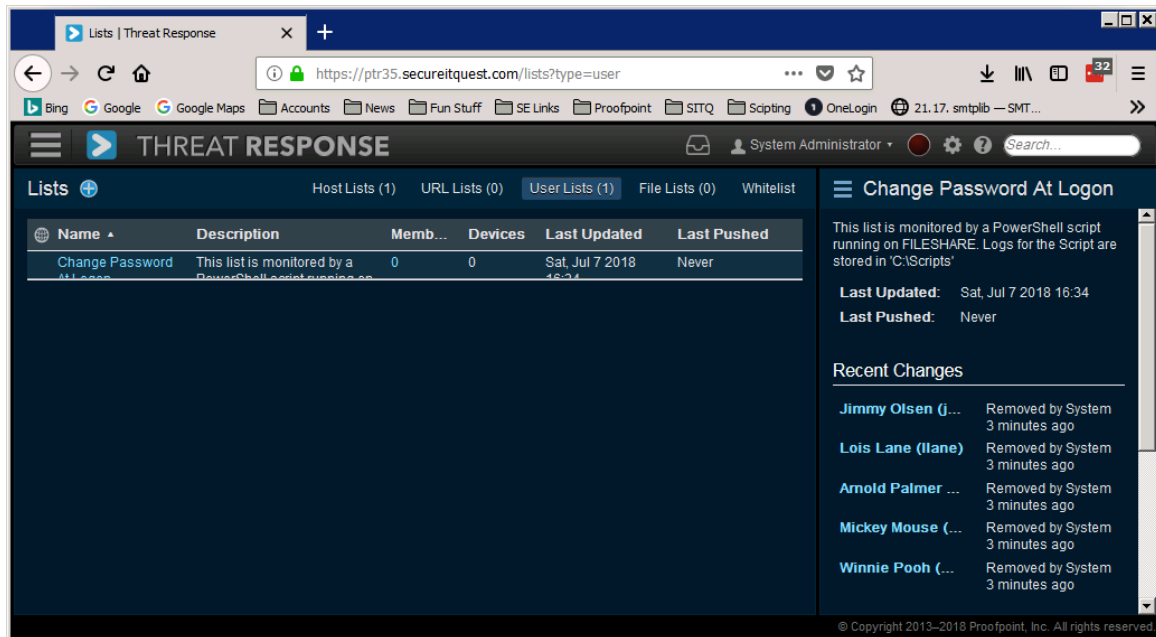 Lists | Threat Response
https://ptr35.secureitquest.com/lists?type=user
32
Bing Google Google Maps Accounts News Fun Stuff SE Links Proofpoint SITQ Scipting OneLogin 21.17. smtplib — SMT...
THREAT RESPONSE System Administrator Search...
Lists Host Lists (1) User Lists (1) URL Lists (0) File Lists (0) Whitelist
Name Description Memb... Devices Last Updated Last Pushed
Change Password This list is monitored by a 0 0 Sat, Jul 7 2018 Never
At Logon PowerShell script running on 16:34
Change Password At Logon
This list is monitored by a PowerShell script
running on FILESHARE. Logs for the Script are
stored in 'C:\Scripts'
Last Updated: Sat, Jul 7 2018 16:34
Last Pushed: Never
Recent Changes
Jimmy Olsen (j... Removed by System
3 minutes ago
Lois Lane (llane) Removed by System
3 minutes ago
Arnold Palmer ... Removed by System
3 minutes ago
Mickey Mouse (... Removed by System
3 minutes ago
Winnie Pooh (... Removed by System
3 minutes ago
© Copyright 2013–2018 Proofpoint, Inc. All rights reserved.